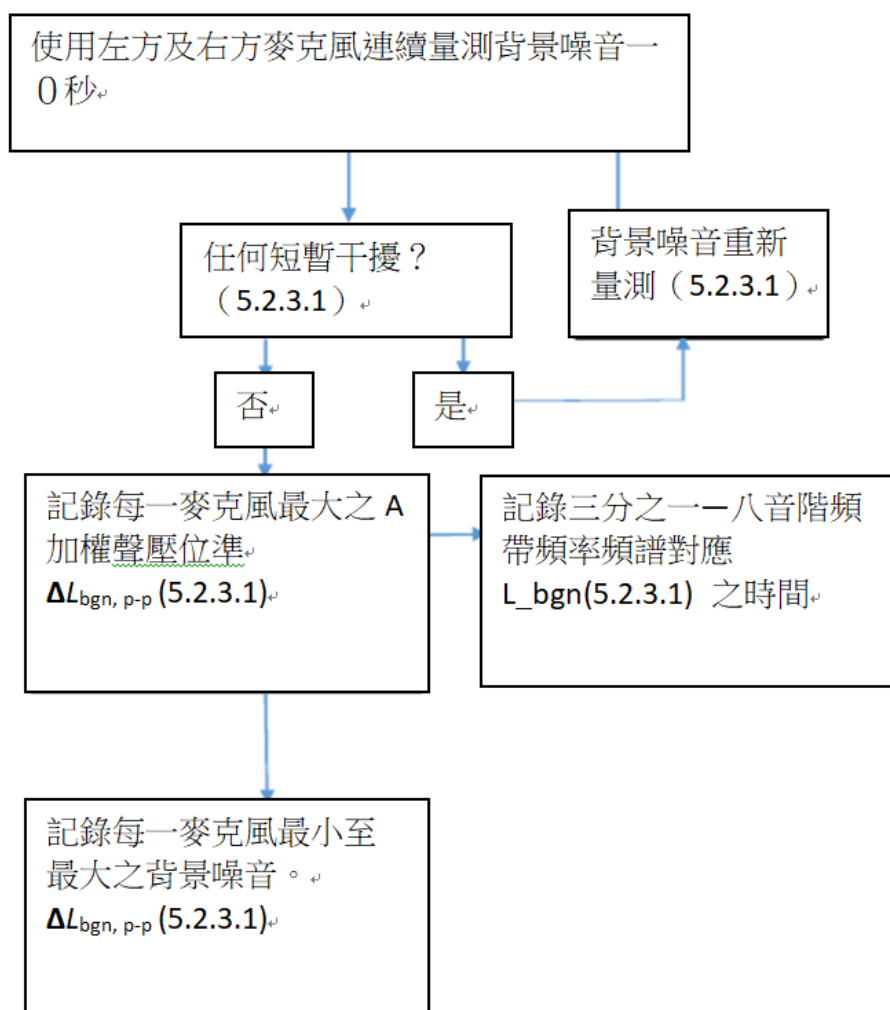 使用左方及右方麥克風連續量測背景噪音一
０秒
任何短暫干擾？
（5.2.3.1）
背景噪音重新
量測（5.2.3.1）
否
是
記錄每一麥克風最大之 A
加權聲壓位準
ΔLbgn, p-p (5.2.3.1)
記錄三分之一—八音階頻
帶頻率頻譜對應
L_bgn(5.2.3.1) 之時間
記錄每一麥克風最小至
最大之背景噪音。
ΔLbgn, p-p (5.2.3.1)